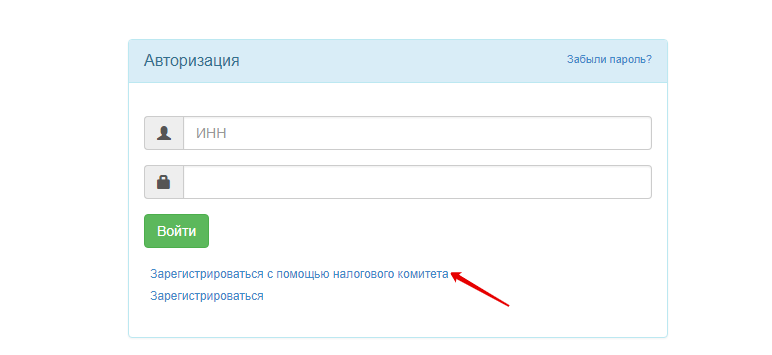 Авторизация
Забыли пароль?
ИНН
Войти
Зарегистрироваться с помощью налогового комитета
Зарегистрироваться